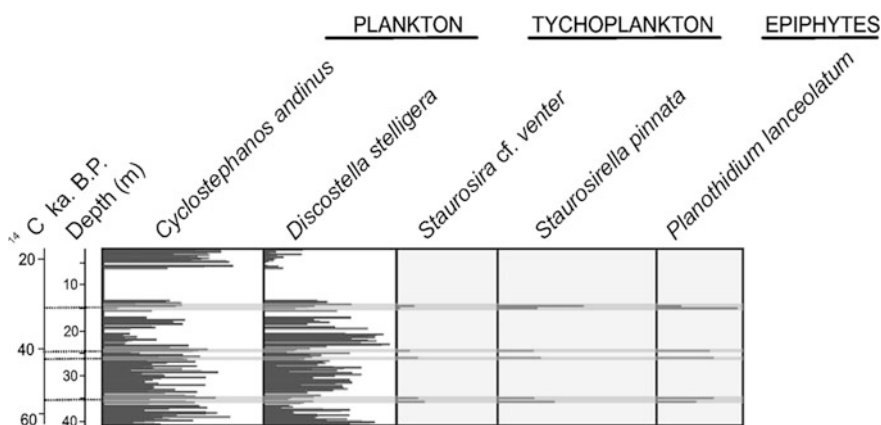 PLANKTON TYCHOPLANKTON EPIPHYTES
Cyclostephanos andinus
Discostella stelligera
Staurosira cf. venter
Staurosirella pinnata
Planothidium lanceolatum
¹⁴ C ka. B.P.
Depth (m)
20
40
60
10
20
30
40